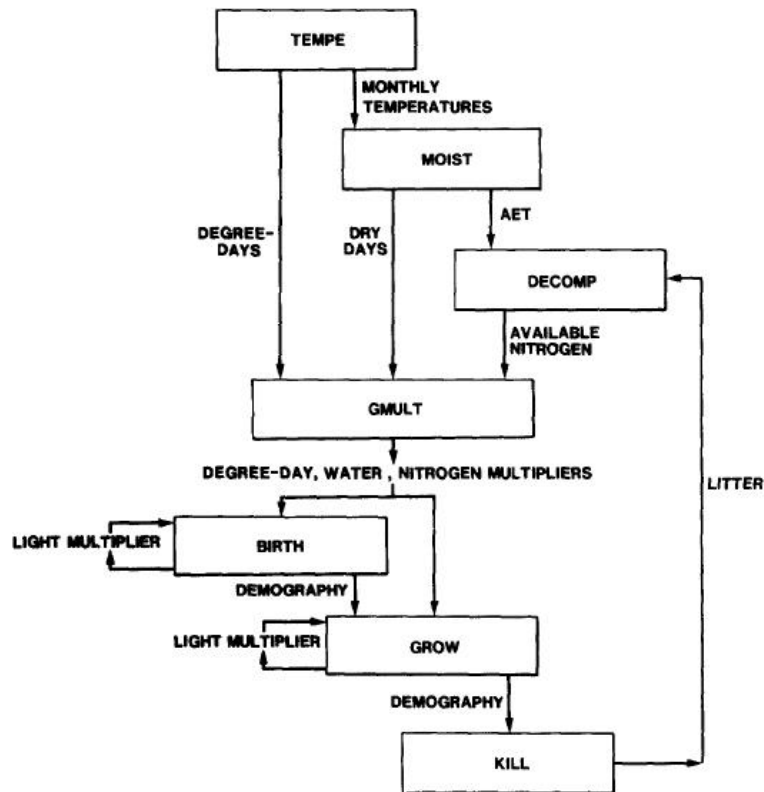 TEMPE
MONTHLY
TEMPERATURES
MOIST
DEGREE-
DAYS
DRY
DAYS
AET
DECOMP
AVAILABLE
NITROGEN
GMULT
DEGREE-DAY, WATER , NITROGEN MULTIPLIERS
LITTER
LIGHT MULTIPLIER
BIRTH
DEMOGRAPHY
LIGHT MULTIPLIER
GROW
DEMOGRAPHY
KILL